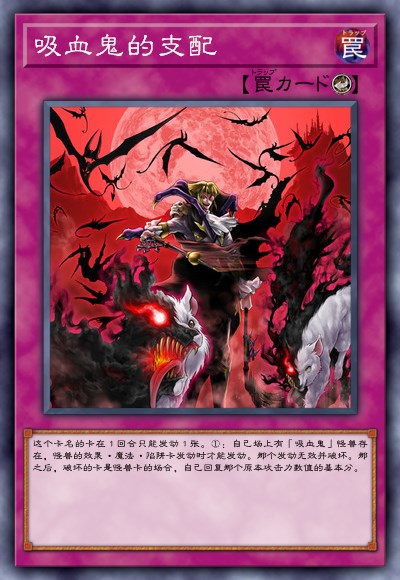 吸血鬼的支配
トラップ
罠
トラップ
【罠カード】
这个卡名的卡在1回合只能发动1张。①：自己场上有「吸血鬼」怪兽存
在，怪兽的效果·魔法·陷阱卡发动时才能发动。那个发动无效并破坏。那
之后，破坏的卡是怪兽卡的场合，自己回复那个原本攻击力数值的基本分。